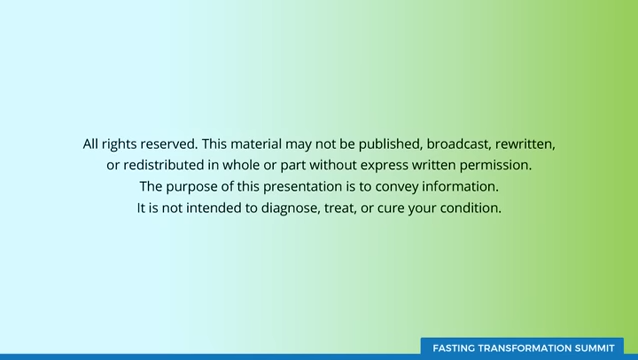 All rights reserved. This material may not be published, broadcast, rewritten,
or redistributed in whole or part without express written permission.
The purpose of this presentation is to convey information.
It is not intended to diagnose, treat, or cure your condition.
FASTING TRANSFORMATION SUMMIT